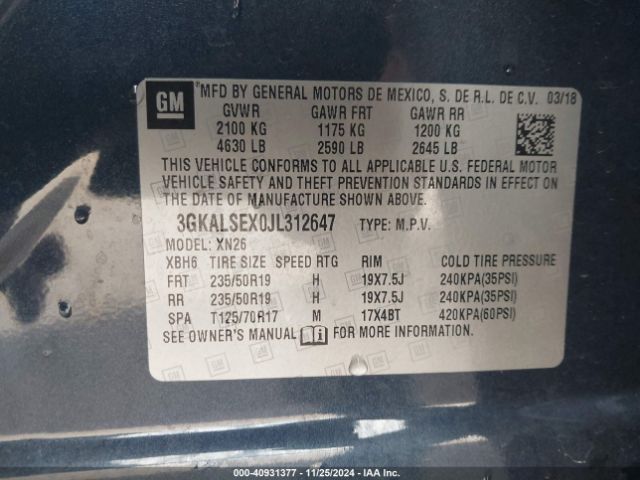 GM
*MFD BY GENERAL MOTORS DE MEXICO, S. DE R.L. DE C.V. 03/18
GVWR GAWR FRT GAWR RR
2100 KG 1175 KG 1200 KG
4630 LB 2590 LB 2645 LB
THIS VEHICLE CONFORMS TO ALL APPLICABLE U.S. FEDERAL MOTOR
VEHICLE SAFETY AND THEFT PREVENTION STANDARDS IN EFFECT ON
THE DATE OF MANUFACTURE SHOWN ABOVE.
3GKALSEX0JL312647 TYPE: M.P.V.
MODEL: XN26
XBH6 TIRE SIZE SPEED RTG RIM COLD TIRE PRESSURE
FRT 235/50R19 H 19X7.5J 240KPA(35PSI)
RR 235/50R19 H 19X7.5J 240KPA(35PSI)
SPA T125/70R17 M 17X4BT 420KPA(60PSI)
SEE OWNER'S MANUAL FOR MORE INFORMATION
000-40931377 - 11/25/2024 - IAA Inc.